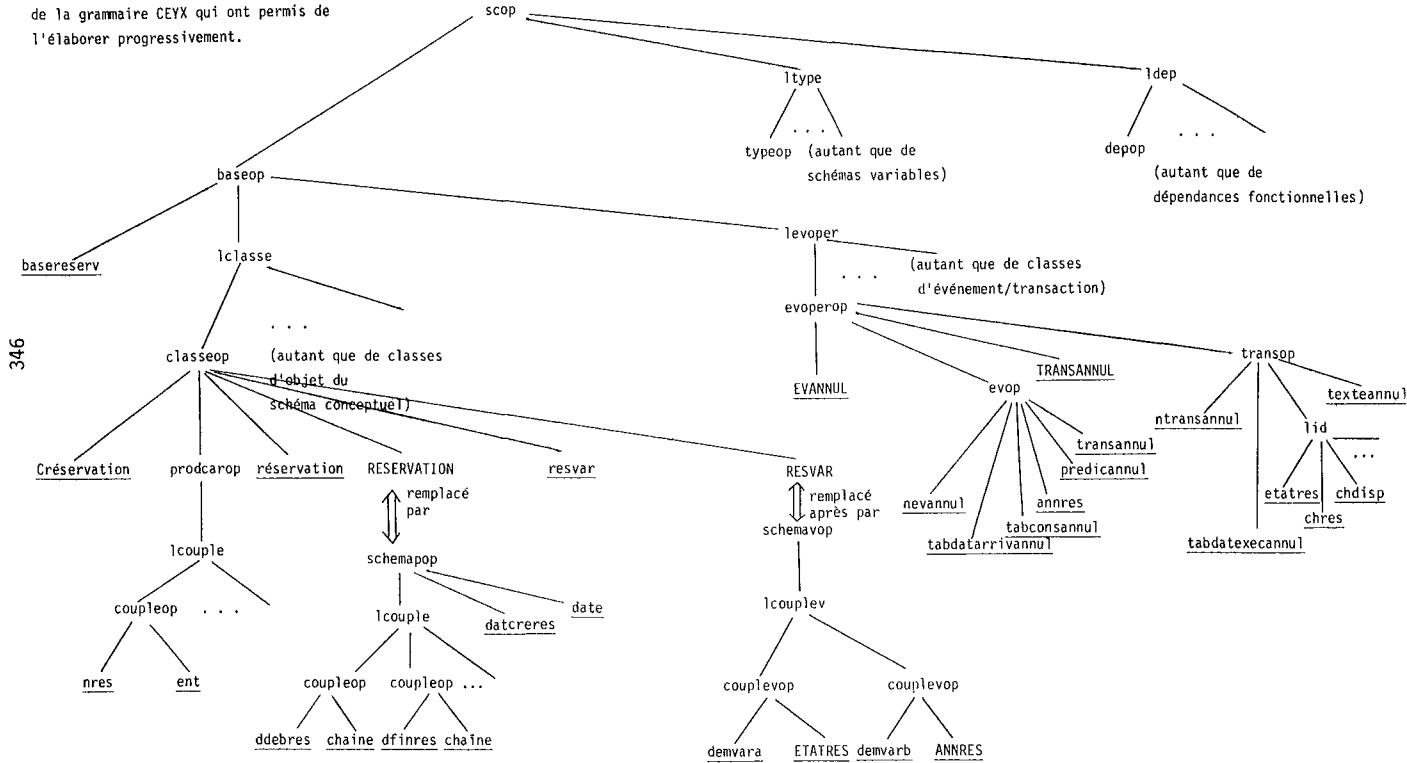 de la grammaire CEYX qui ont permis de
l'élaborer progressivement.
scop
ltype
ldep
. . .
. . .
typeop (autant que de
schémas variables)
depop
(autant que de
dépendances fonctionnelles)
baseop
levoper
basereserv
lclasse
. . . (autant que de classes
d'événement/transaction)
evoperop
. . .
346
classeop
(autant que de classes
d'objet du
schéma conceptuel)
EVANNUL
TRANSANNUL
evop
transop
texteannul
ntransannul
lid
. . .
transannul
predicannul
Créservation
prodcarop
réservation
RESERVATION
resvar
RESVAR
remplacé
par
remplacé
après par
nevannul
annres
tabconsannul
tabdatarrivannul
etatres
chdisp
chres
tabdatexecannul
lcouple
schemapop
schemavop
coupleop . . .
lcouple
datcreres
date
lcouplev
nres
ent
coupleop
coupleop ...
couplevop
couplevop
ddebres
chaine
dfinres
chaîne
demvara
ETATRES
demvarb
ANNRES